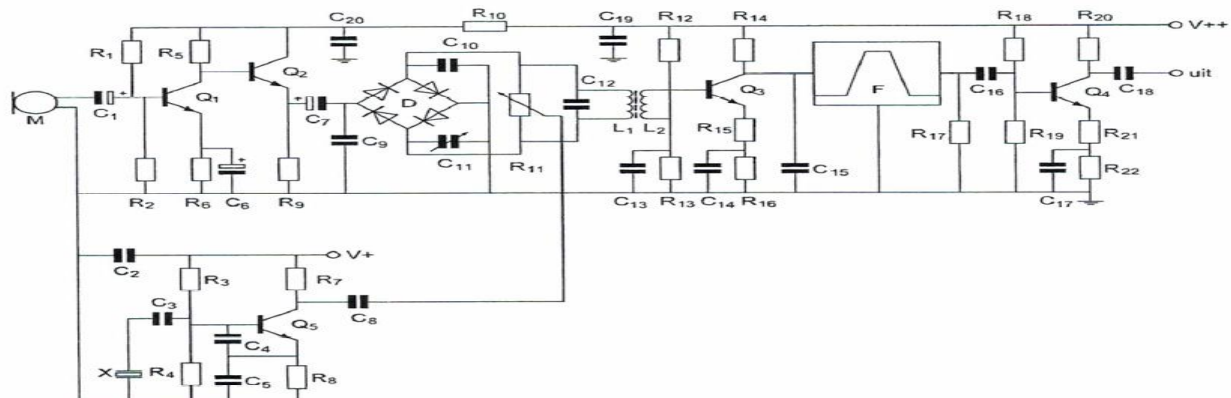 C20 R10 C19 R12 R14 R18 R20 V++
R1 R5 C10
Q2 C12 Q3 F C16 Q4 C18 uit
M C1 + Q1 + C7 D L1 L2
C9 C11 R11 R15 R17 R19 R21
+ C15 R22
R2 R6 C6 R9 C13 R13 C14 R16 C17
C2 V+
R3 R7
C3 C8
Q5
X R4 C4
C5 R8